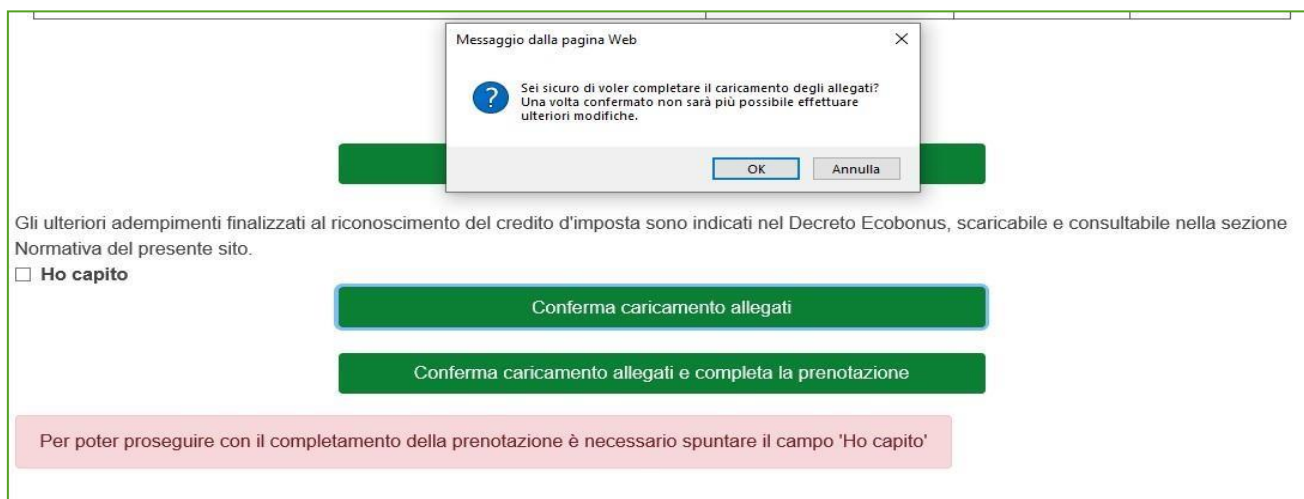 Messaggio dalla pagina Web
Sei sicuro di voler completare il caricamento degli allegati?
Una volta confermato non sarà più possibile effettuare
ulteriori modifiche.
OK Annulla
Gli ulteriori adempimenti finalizzati al riconoscimento del credito d'imposta sono indicati nel Decreto Ecobonus, scaricabile e consultabile nella sezione
Normativa del presente sito.
Ho capito
Conferma caricamento allegati
Conferma caricamento allegati e completa la prenotazione
Per poter proseguire con il completamento della prenotazione è necessario spuntare il campo 'Ho capito'